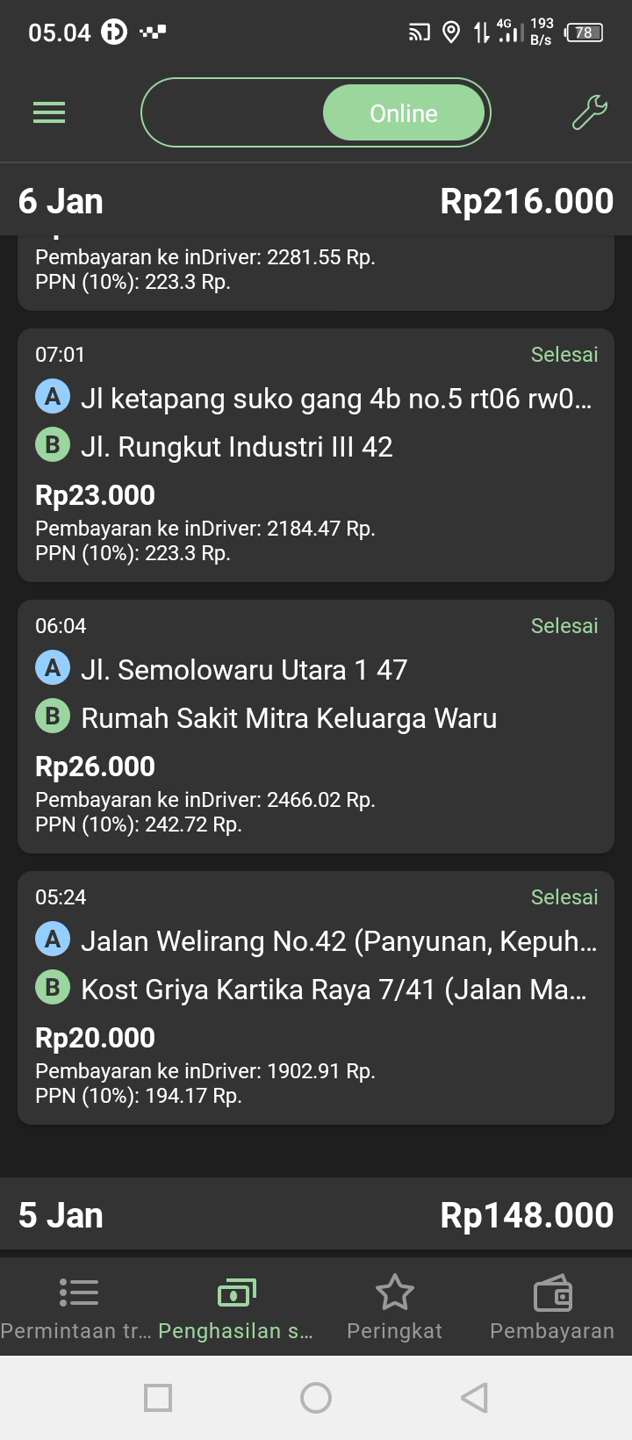 05.04
4G
193
B/s
78
Online
6 Jan
Rp216.000
Pembayaran ke inDriver: 2281.55 Rp.
PPN (10%): 223.3 Rp.
07:01
Selesai
A Jl ketapang suko gang 4b no.5 rt06 rw0...
B Jl. Rungkut Industri III 42
Rp23.000
Pembayaran ke inDriver: 2184.47 Rp.
PPN (10%): 223.3 Rp.
06:04
Selesai
A Jl. Semolowaru Utara 1 47
B Rumah Sakit Mitra Keluarga Waru
Rp26.000
Pembayaran ke inDriver: 2466.02 Rp.
PPN (10%): 242.72 Rp.
05:24
Selesai
A Jalan Welirang No.42 (Panyunan, Kepuh...
B Kost Griya Kartika Raya 7/41 (Jalan Ma...
Rp20.000
Pembayaran ke inDriver: 1902.91 Rp.
PPN (10%): 194.17 Rp.
5 Jan
Rp148.000
Permintaan tr...
Penghasilan s...
Peringkat
Pembayaran